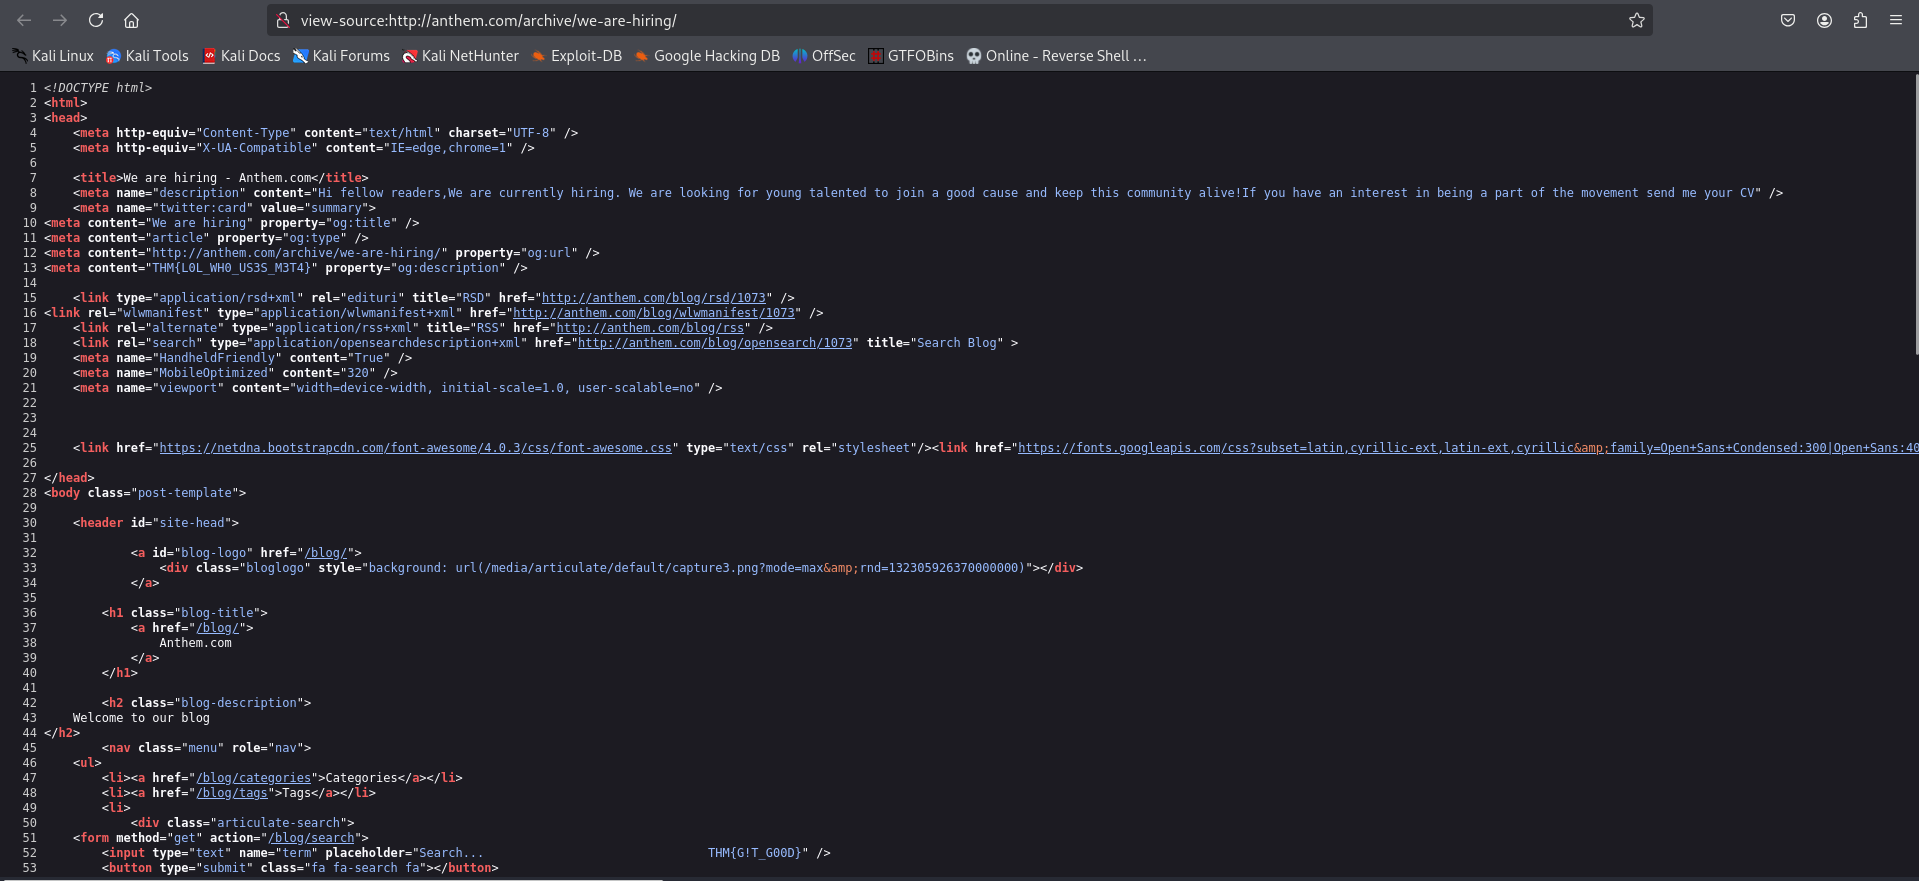 view-source:http://anthem.com/archive/we-are-hiring/
Kali Linux Kali Tools Kali Docs Kali Forums Kali NetHunter Exploit-DB Google Hacking DB OffSec GTFOBins Online - Reverse Shell …
1 <!DOCTYPE html>
2 <html>
3 <head>
4     <meta http-equiv="Content-Type" content="text/html" charset="UTF-8" />
5     <meta http-equiv="X-UA-Compatible" content="IE=edge,chrome=1" />
6
7     <title>We are hiring - Anthem.com</title>
8     <meta name="description" content="Hi fellow readers,We are currently hiring. We are looking for young talented to join a good cause and keep this community alive!If you have an interest in being a part of the movement send me your CV" />
9     <meta name="twitter:card" value="summary">
10 <meta content="We are hiring" property="og:title" />
11 <meta content="article" property="og:type" />
12 <meta content="http://anthem.com/archive/we-are-hiring/" property="og:url" />
13 <meta content="THM{L0L_WH0_US3S_M3T4}" property="og:description" />
14
15     <link type="application/rsd+xml" rel="edituri" title="RSD" href="http://anthem.com/blog/rsd/1073" />
16 <link rel="wlwmanifest" type="application/wlwmanifest+xml" href="http://anthem.com/blog/wlwmanifest/1073" />
17     <link rel="alternate" type="application/rss+xml" title="RSS" href="http://anthem.com/blog/rss" />
18     <link rel="search" type="application/opensearchdescription+xml" href="http://anthem.com/blog/opensearch/1073" title="Search Blog" >
19     <meta name="HandheldFriendly" content="True" />
20     <meta name="MobileOptimized" content="320" />
21     <meta name="viewport" content="width=device-width, initial-scale=1.0, user-scalable=no" />
22
23
24
25     <link href="https://netdna.bootstrapcdn.com/font-awesome/4.0.3/css/font-awesome.css" type="text/css" rel="stylesheet"/><link href="https://fonts.googleapis.com/css?subset=latin,cyrillic-ext,latin-ext,cyrillic&amp;family=Open+Sans+Condensed:300|Open+Sans:40
26
27 </head>
28 <body class="post-template">
29
30     <header id="site-head">
31
32             <a id="blog-logo" href="/blog/">
33                 <div class="bloglogo" style="background: url(/media/articulate/default/capture3.png?mode=max&amp;rnd=132305926370000000)"></div>
34             </a>
35
36         <h1 class="blog-title">
37             <a href="/blog/">
38                 Anthem.com
39             </a>
40         </h1>
41
42         <h2 class="blog-description">
43     Welcome to our blog
44 </h2>
45         <nav class="menu" role="nav">
46     <ul>
47         <li><a href="/blog/categories">Categories</a></li>
48         <li><a href="/blog/tags">Tags</a></li>
49         <li>
50             <div class="articulate-search">
51     <form method="get" action="/blog/search">
52         <input type="text" name="term" placeholder="Search...                               THM{G!T_G00D}" />
53         <button type="submit" class="fa fa-search fa"></button>